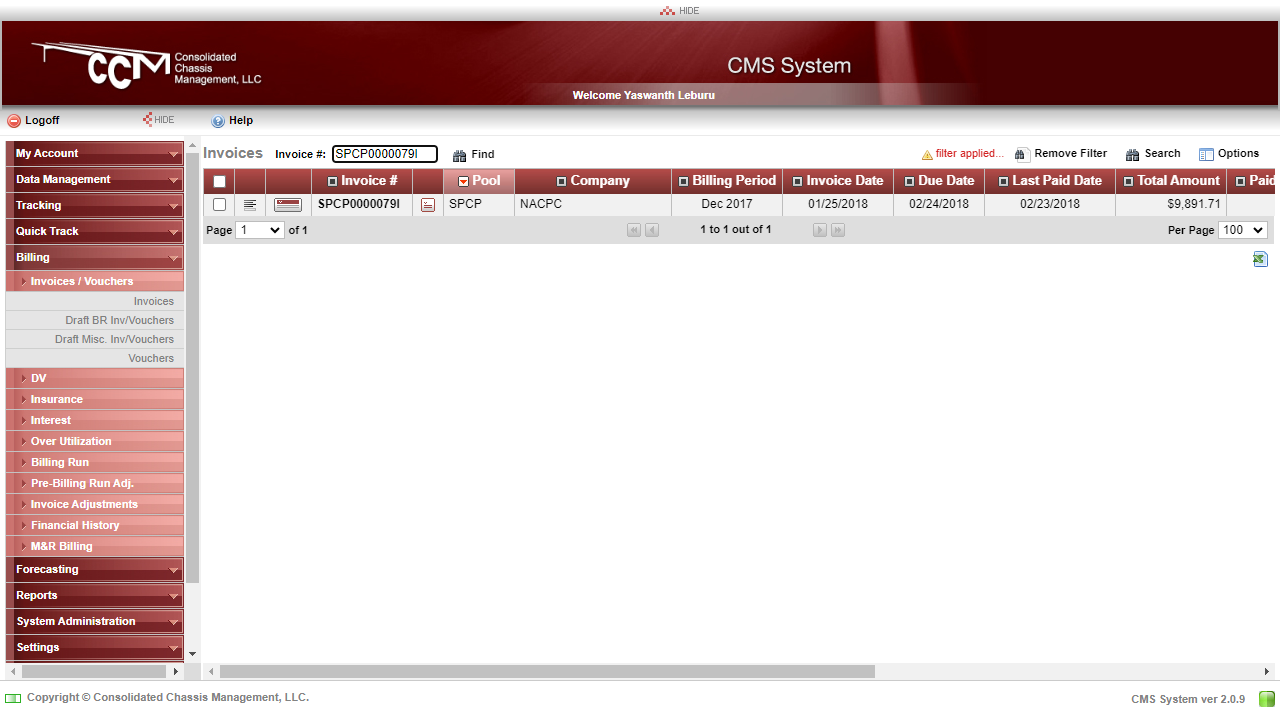 HIDE
CCM Consolidated Chassis Management, LLC
CMS System
Welcome Yaswanth Leburu
Logoff HIDE Help
My Account
Data Management
Tracking
Quick Track
Billing
Invoices / Vouchers
Invoices
Draft BR Inv/Vouchers
Draft Misc. Inv/Vouchers
Vouchers
DV
Insurance
Interest
Over Utilization
Billing Run
Pre-Billing Run Adj.
Invoice Adjustments
Financial History
M&R Billing
Forecasting
Reports
System Administration
Settings
Invoices Invoice #: SPCP0000079I Find filter applied... Remove Filter Search Options
Invoice # Pool Company Billing Period Invoice Date Due Date Last Paid Date Total Amount Paid
SPCP0000079I SPCP NACPC Dec 2017 01/25/2018 02/24/2018 02/23/2018 $9,891.71
Page 1 of 1 1 to 1 out of 1 Per Page 100
Copyright © Consolidated Chassis Management, LLC. CMS System ver 2.0.9